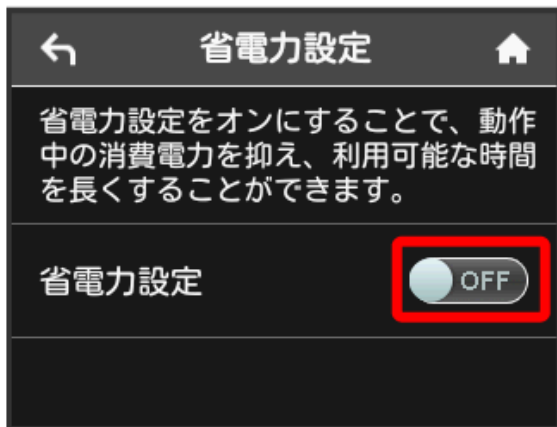 省電力設定
省電力設定をオンにすることで、動作
中の消費電力を抑え、利用可能な時間
を長くすることができます。
省電力設定 OFF